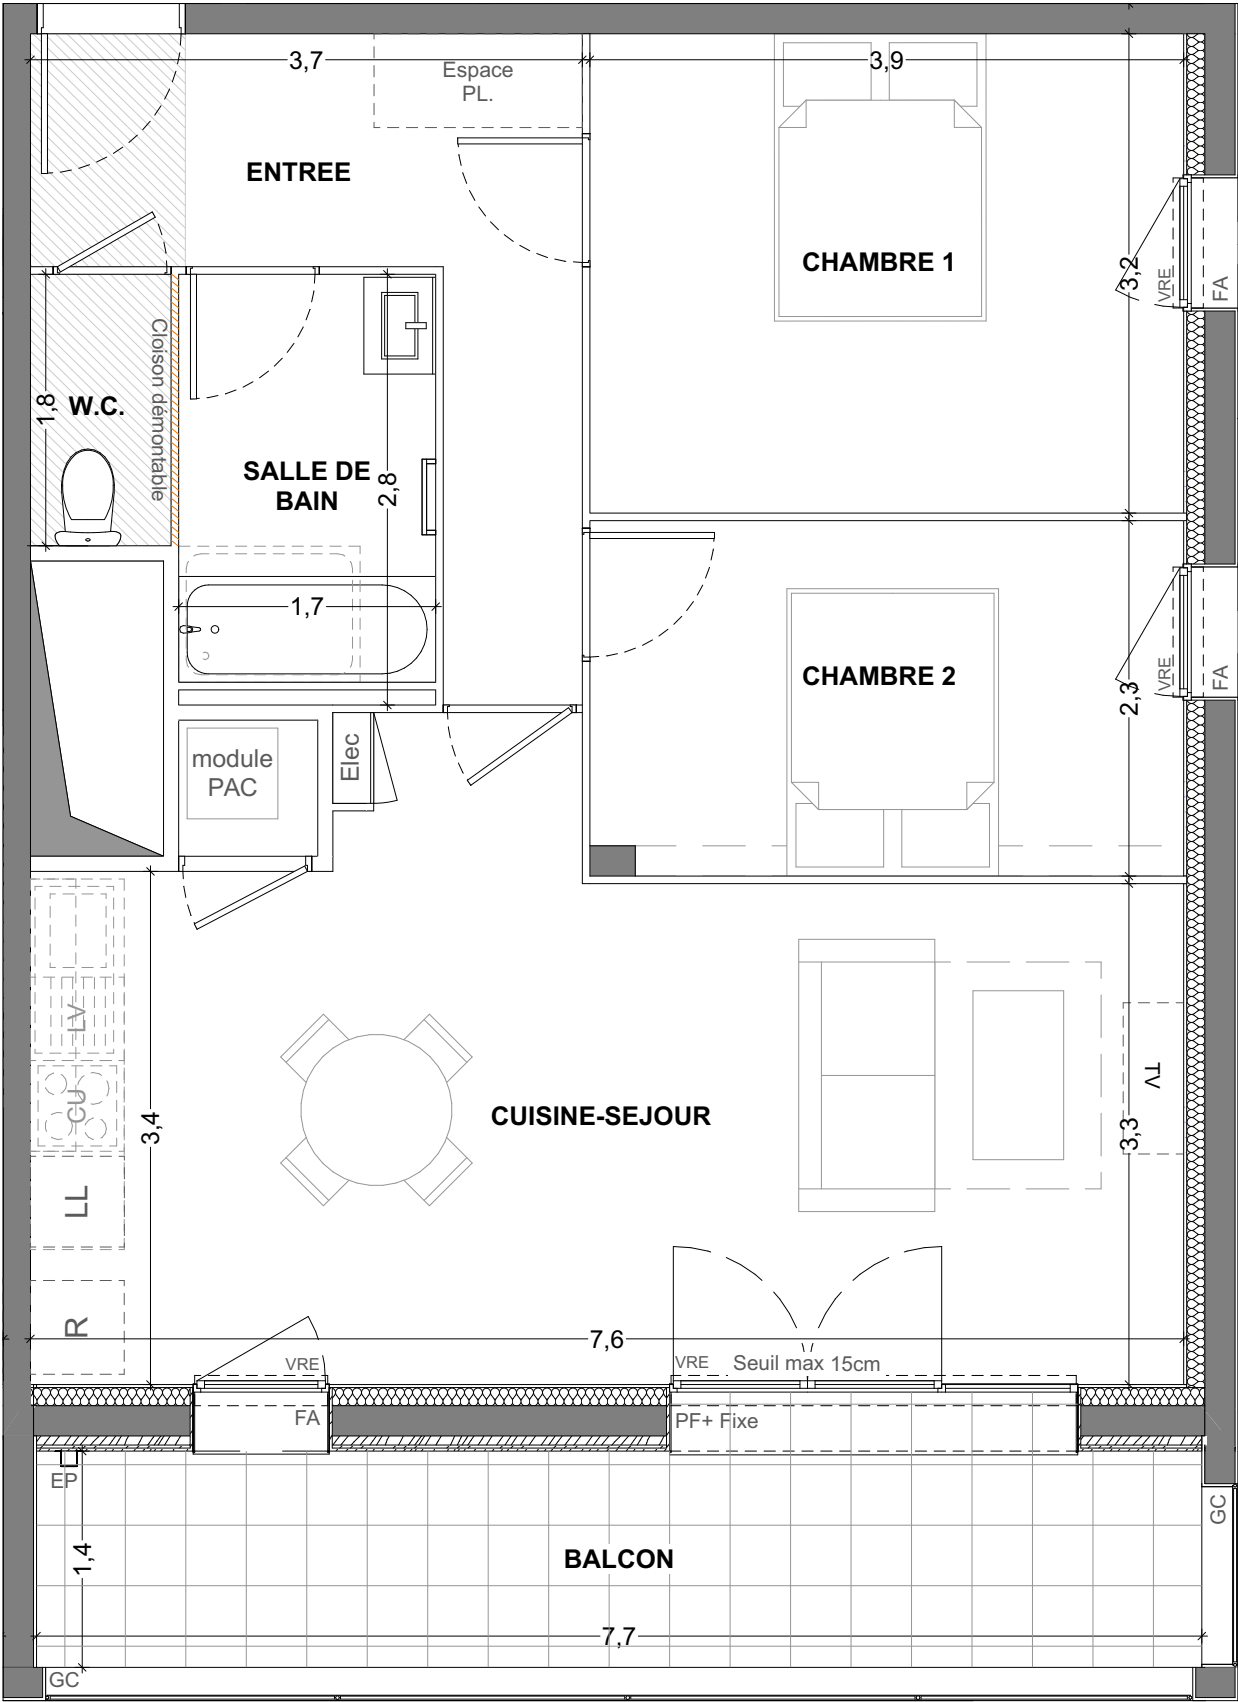 3,7
3,9
Espace
PL.
ENTREE
CHAMBRE 1
3,2
VRE
FA
Cloison démontable
1,8
W.C.
SALLE DE
BAIN
2,8
1,7
CHAMBRE 2
VRE
FA
2,3
module
PAC
Elec
LV
CU
LL
R
3,4
CUISINE-SEJOUR
TV
3,3
7,6
VRE
VRE
Seuil max 15cm
FA
PF+ Fixe
EP
GC
1,4
BALCON
7,7
GC